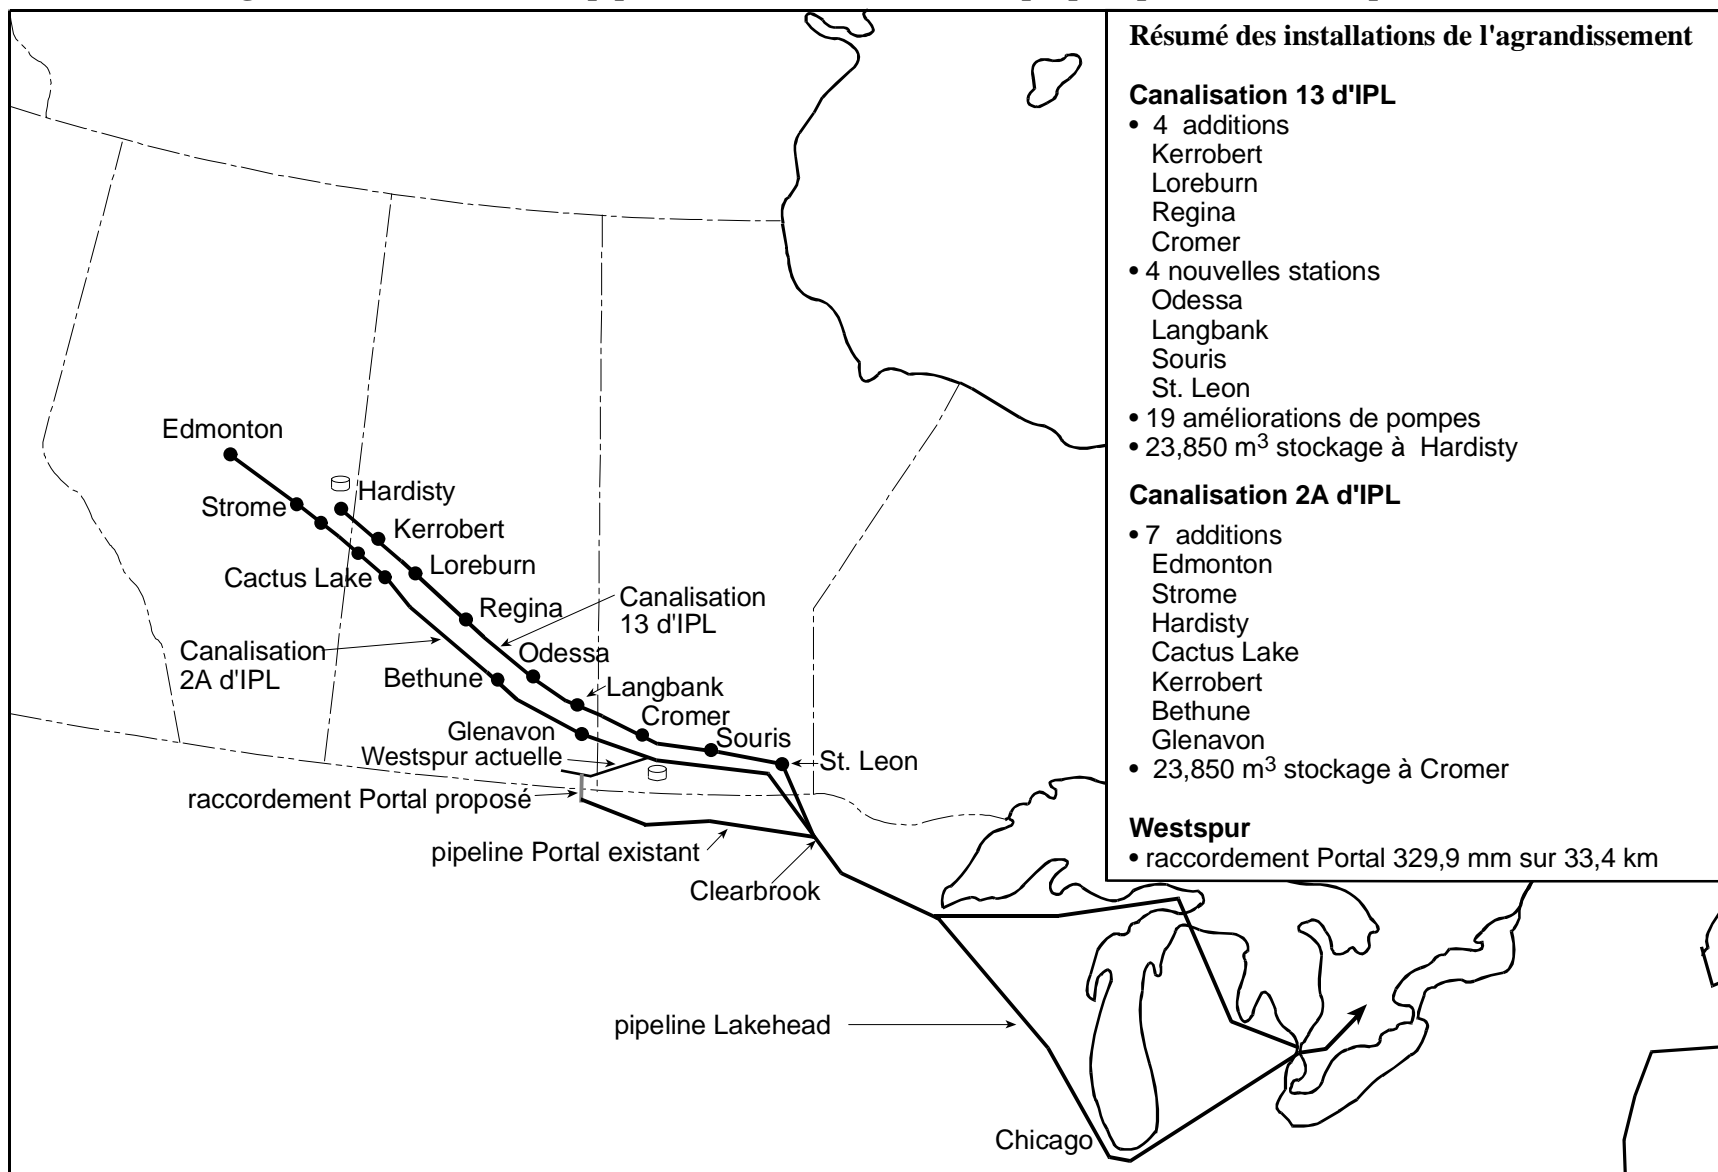 Résumé des installations de l'agrandissement
Canalisation 13 d'IPL
• 4 additions
Kerrobert
Loreburn
Regina
Cromer
• 4 nouvelles stations
Odessa
Langbank
Souris
St. Leon
• 19 améliorations de pompes
• 23,850 m³ stockage à Hardisty
Canalisation 2A d'IPL
• 7 additions
Edmonton
Strome
Hardisty
Cactus Lake
Kerrobert
Bethune
Glenavon
• 23,850 m³ stockage à Cromer
Westspur
• raccordement Portal 329,9 mm sur 33,4 km
Edmonton
Hardisty
Strome
Kerrobert
Loreburn
Cactus Lake
Regina
Canalisation
13 d'IPL
Canalisation
2A d'IPL
Odessa
Bethune
Langbank
Cromer
Glenavon
Souris
Westspur actuelle
St. Leon
raccordement Portal proposé
pipeline Portal existant
Clearbrook
pipeline Lakehead
Chicago